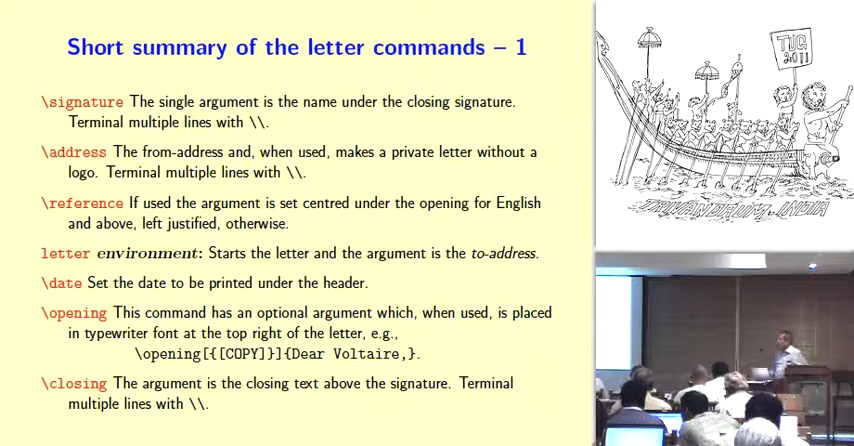 Short summary of the letter commands – 1
\signature The single argument is the name under the closing signature.
Terminal multiple lines with \\.
\address The from-address and, when used, makes a private letter without a
logo. Terminal multiple lines with \\.
\reference If used the argument is set centred under the opening for English
and above, left justified, otherwise.
letter environment: Starts the letter and the argument is the to-address.
\date Set the date to be printed under the header.
\opening This command has an optional argument which, when used, is placed
in typewriter font at the top right of the letter, e.g.,
\opening[{[COPY]}]{Dear Voltaire,}.
\closing The argument is the closing text above the signature. Terminal
multiple lines with \\.
TUG
2011
TRIVANDRUM, INDIA